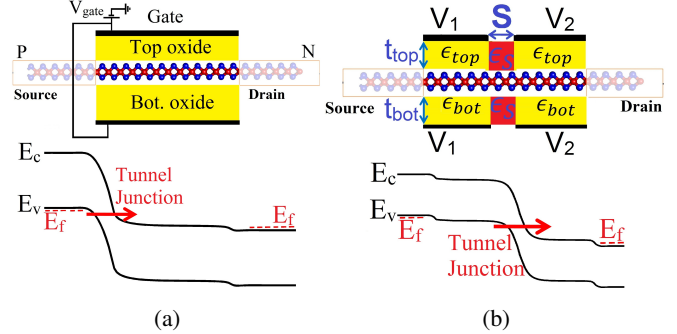 V_gate
Gate
P
Top oxide
N
Source
Bot. oxide
Drain
E_c
E_v
E_f
Tunnel
Junction
E_f
(a)
V_1
S
V_2
t_top
ϵ_top
ϵ_S
ϵ_top
Source
Drain
t_bot
ϵ_bot
ϵ_S
ϵ_bot
V_1
V_2
E_c
E_v
E_f
Tunnel
Junction
E_f
(b)